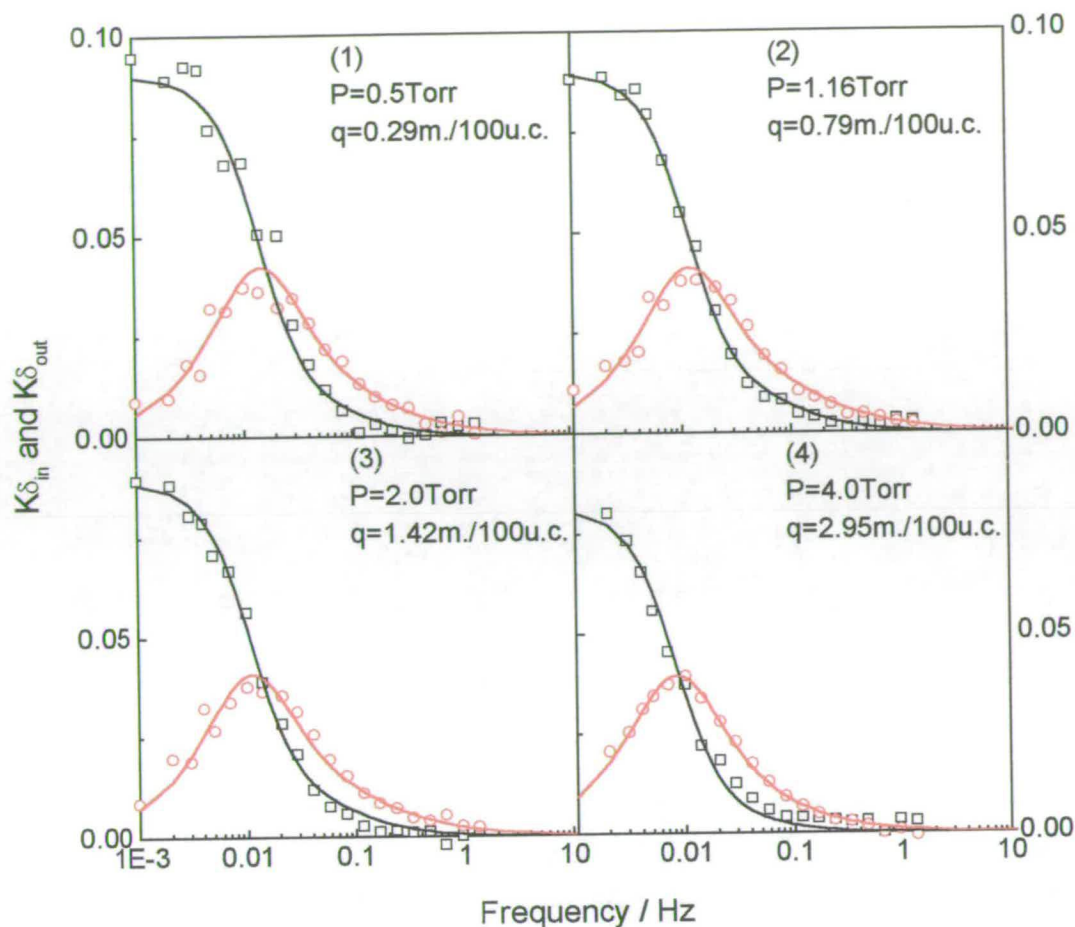 0.10
0.05
0.00
0.05
0.00
(1)
P=0.5Torr
q=0.29m./100u.c.
(2)
P=1.16Torr
q=0.79m./100u.c.
0.10
0.05
0.00
0.05
0.00
(3)
P=2.0Torr
q=1.42m./100u.c.
(4)
P=4.0Torr
q=2.95m./100u.c.
Kδin and Kδout
1E-3 0.01 0.1 1 10 0.01 0.1 1 10
Frequency / Hz